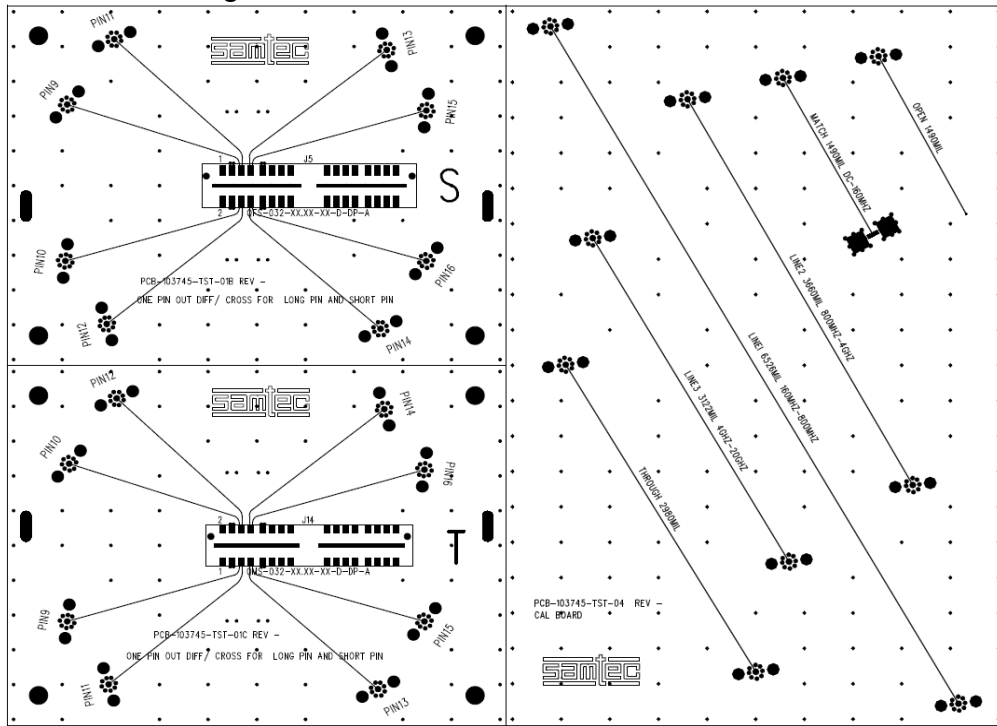 PIN11
PIN13
samtec
PIN9
PIN15
1
J5
S
2
QFS-032-XX.XX-XX-D-DP-A
PIN10
PIN16
PCB-103745-TST-01B REV -
ONE PIN OUT DIFF/ CROSS FOR LONG PIN AND SHORT PIN
PIN12
PIN14
PIN12
samtec
PIN14
PIN10
PIN16
2
J14
T
1
QMS-032-XX.XX-XX-D-DP-A
PIN9
PIN15
PCB-103745-TST-01C REV -
ONE PIN OUT DIFF/ CROSS FOR LONG PIN AND SHORT PIN
PIN11
PIN13
OPEN 1490MIL
MATCH 1490MIL DC-160MHZ
LINE2 3660MIL 800MHZ-4GHZ
LINE1 6526MIL 160MHZ-800MHZ
LINE3 3122MIL 4GHZ-20GHZ
THROUGH 2980MIL
PCB-103745-TST-04 REV -
CAL BOARD
samtec